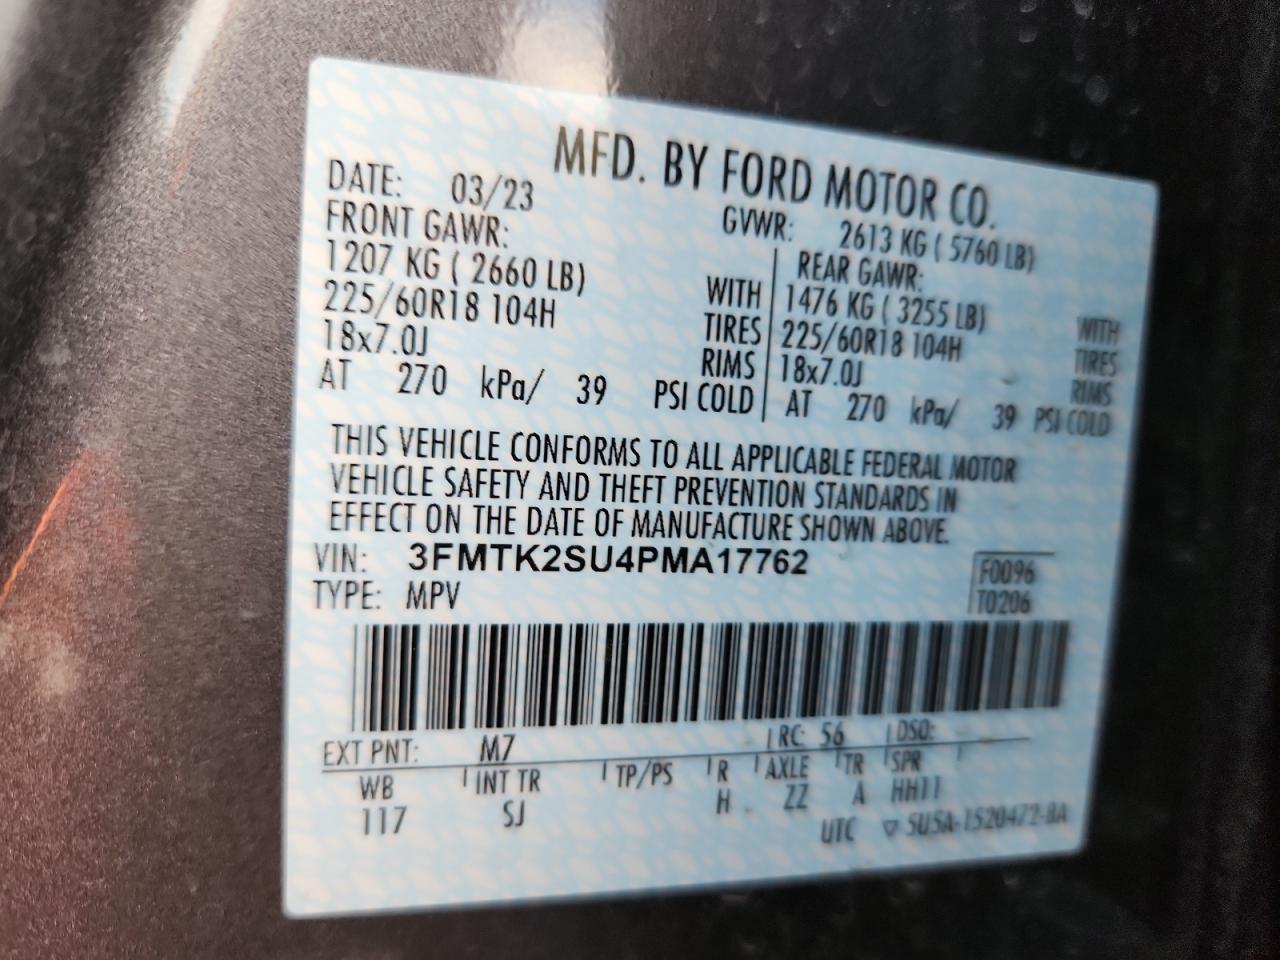 MFD. BY FORD MOTOR CO.
DATE: 03/23 GVWR: 2613 KG ( 5760 LB)
FRONT GAWR: REAR GAWR:
1207 KG ( 2660 LB) WITH 1476 KG ( 3255 LB) WITH
225/60R18 104H TIRES 225/60R18 104H TIRES
18x7.0J RIMS 18x7.0J RIMS
AT 270 kPa/ 39 PSI COLD AT 270 kPa/ 39 PSI COLD
THIS VEHICLE CONFORMS TO ALL APPLICABLE FEDERAL MOTOR
VEHICLE SAFETY AND THEFT PREVENTION STANDARDS IN
EFFECT ON THE DATE OF MANUFACTURE SHOWN ABOVE.
VIN: 3FMTK2SU4PMA17762 F0096
TYPE: MPV T0206
EXT PNT: M7 RC: 56 DSO:
WB INT TR TP/PS R AXLE TR SPR
117 SJ H ZZ A HH11
UTC ▽ SU5A-1520472-BA